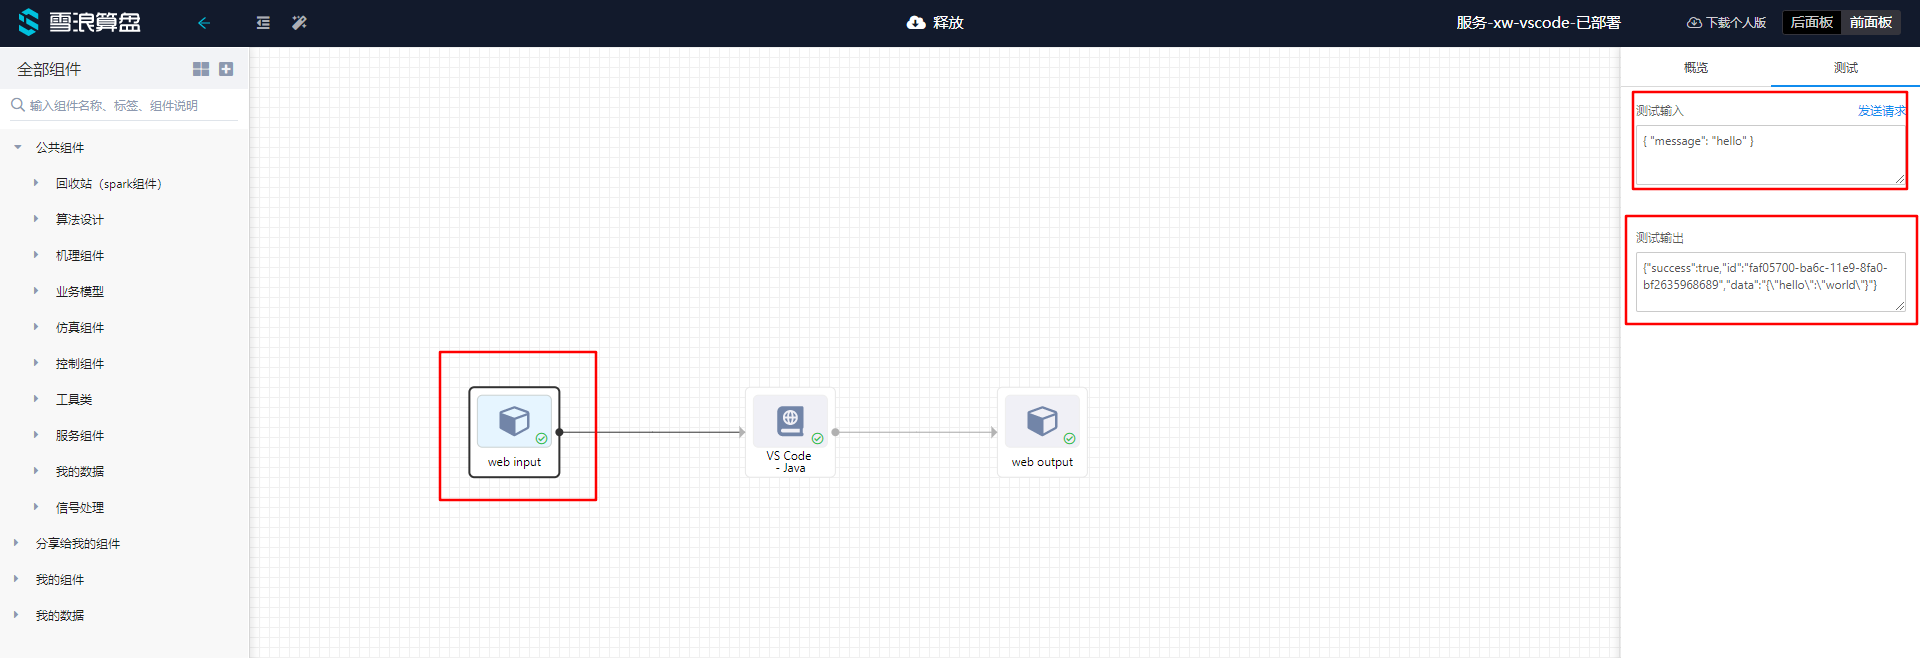 雪浪算盘
释放
服务-xw-vscode-已部署
下载个人版
后面板
前面板
全部组件
输入组件名称、标签、组件说明
公共组件
回收站（spark组件）
算法设计
机理组件
业务模型
仿真组件
控制组件
工具类
服务组件
我的数据
信号处理
分享给我的组件
我的组件
我的数据
web input
VS Code
- Java
web output
概览
测试
测试输入
发送请求
{ "message": "hello" }
测试输出
{"success":true,"id":"faf05700-ba6c-11e9-8fa0-
bf2635968689","data":"{\"hello\":\"world\"}"}